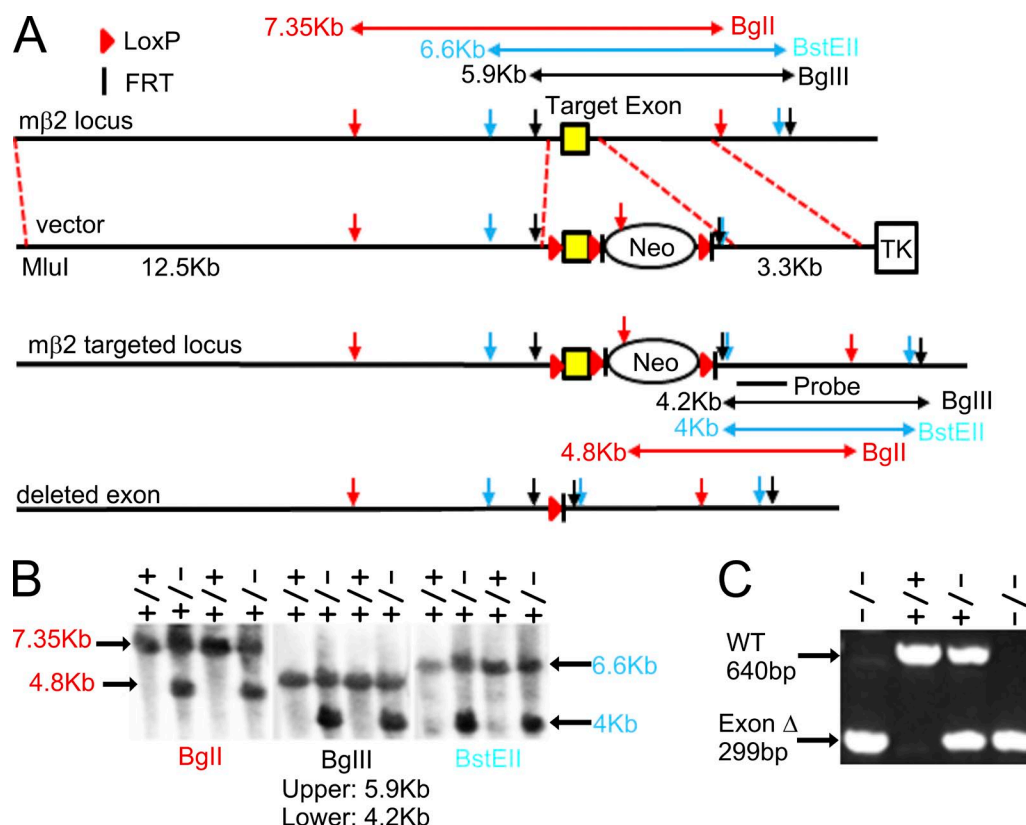 A
LoxP
FRT
7.35Kb
BglI
6.6Kb
BstEII
5.9Kb
BglII
Target Exon
mβ2 locus
vector
Neo
TK
MluI
12.5Kb
3.3Kb
mβ2 targeted locus
Neo
Probe
4.2Kb
BglII
4Kb
BstEII
4.8Kb
BglI
deleted exon
B
+/+ -/+ +/+ -/+ +/+ -/+ +/+ -/+ +/+ -/+ +/+ -/+
7.35Kb
4.8Kb
6.6Kb
4Kb
BglI
BglII
BstEII
Upper: 5.9Kb
Lower: 4.2Kb
C
-/- +/+ -/+ -/-
WT
640bp
Exon Δ
299bp